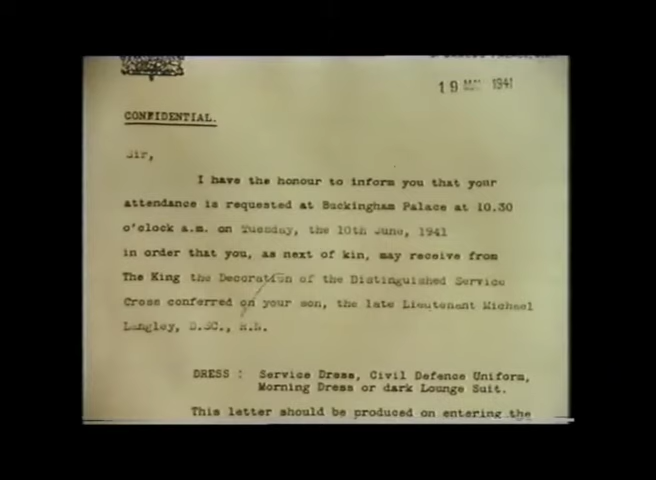 19 MAY 1941
CONFIDENTIAL.
Sir,
I have the honour to inform you that your
attendance is requested at Buckingham Palace at 10.30
o'clock a.m. on Tuesday, the 10th June, 1941
in order that you, as next of kin, may receive from
The King the Decoration of the Distinguished Service
Cross conferred on your son, the late Lieutenant Michael
Langley, D.SC., R.N.
DRESS : Service Dress, Civil Defence Uniform,
Morning Dress or dark Lounge Suit.
This letter should be produced on entering the